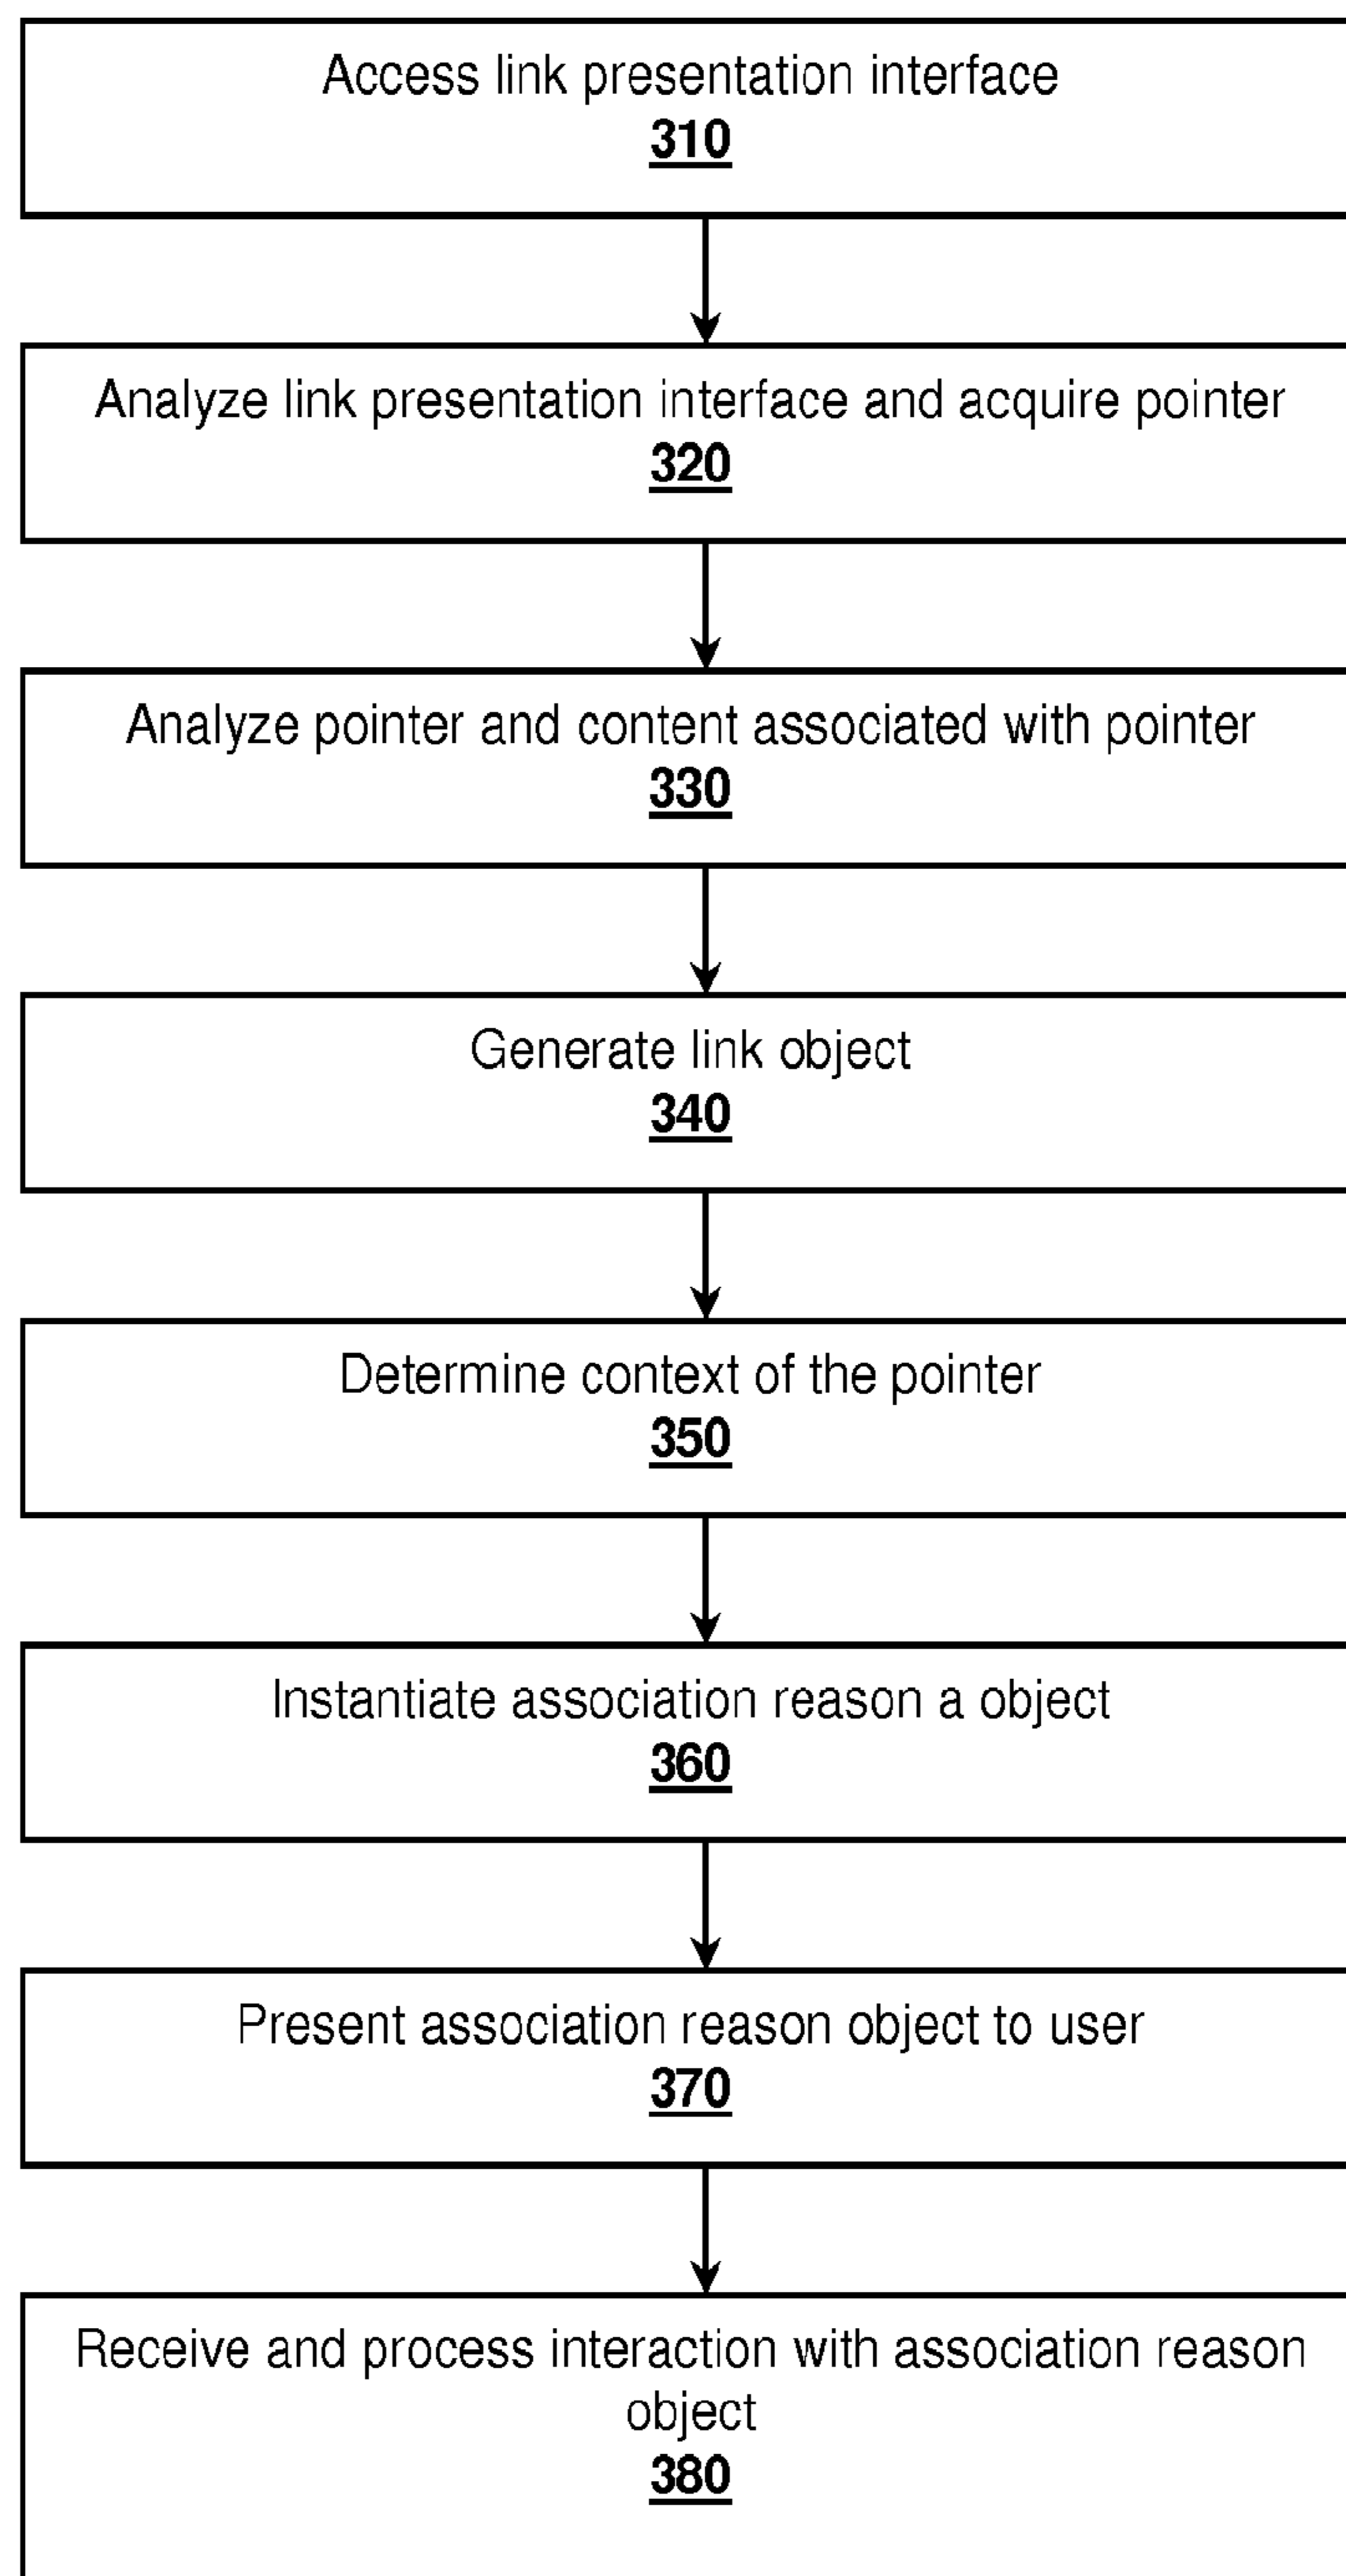 Access link presentation interface
310
Analyze link presentation interface and acquire pointer
320
Analyze pointer and content associated with pointer
330
Generate link object
340
Determine context of the pointer
350
Instantiate association reason a object
360
Present association reason object to user
370
Receive and process interaction with association reason
object
380